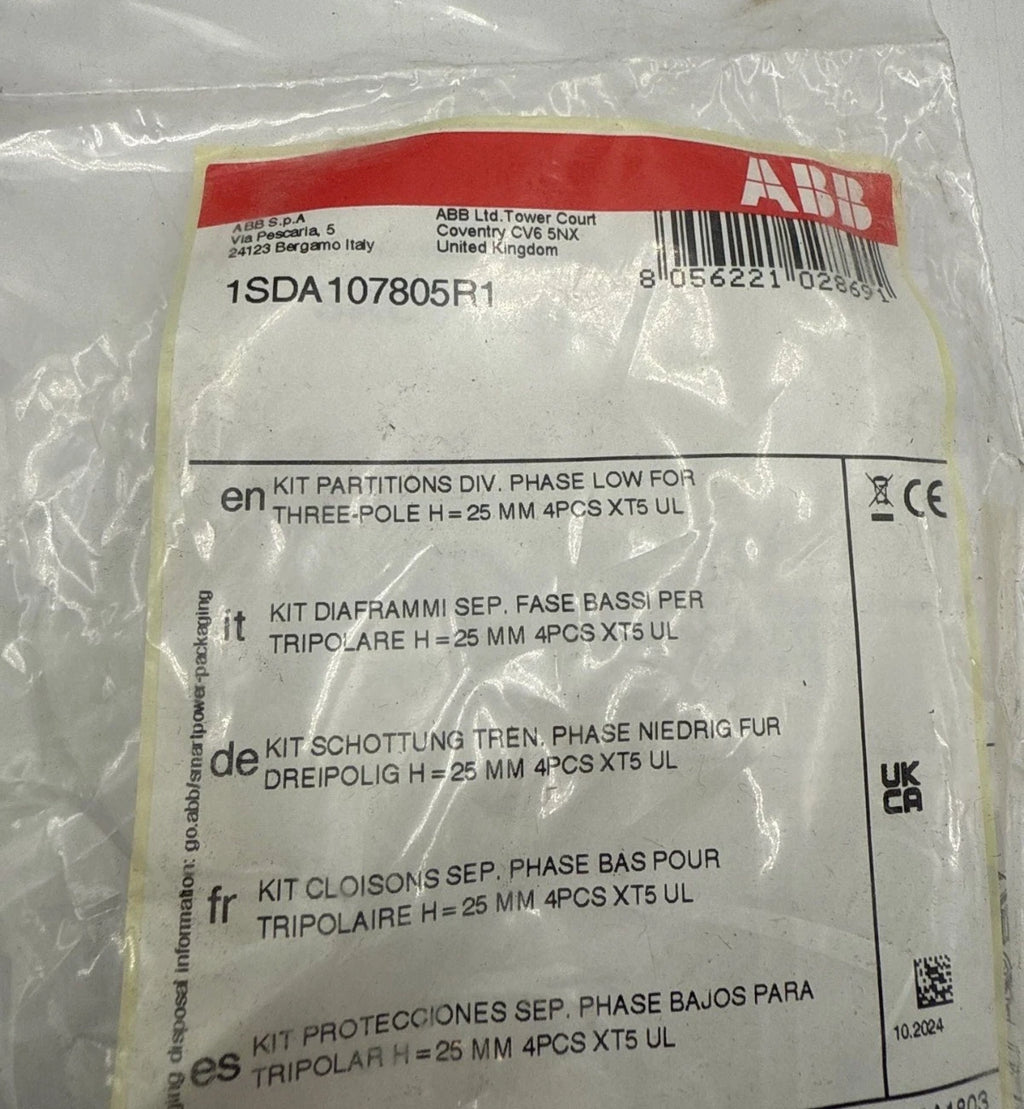 ABB
ABB S.p.A
Via Pescaria, 5
24123 Bergamo Italy
ABB Ltd.Tower Court
Coventry CV6 5NX
United Kingdom
8 056221 028691
1SDA107805R1
en KIT PARTITIONS DIV. PHASE LOW FOR
THREE-POLE H=25 MM 4PCS XT5 UL
CE
it KIT DIAFRAMMI SEP. FASE BASSI PER
TRIPOLARE H=25 MM 4PCS XT5 UL
de KIT SCHOTTUNG TREN. PHASE NIEDRIG FUR
DREIPOLIG H=25 MM 4PCS XT5 UL
UK
CA
fr KIT CLOISONS SEP. PHASE BAS POUR
TRIPOLAIRE H=25 MM 4PCS XT5 UL
es KIT PROTECCIONES SEP. PHASE BAJOS PARA
TRIPOLAR H=25 MM 4PCS XT5 UL
10.2024
disposal information: go.abb/smartpower-packaging